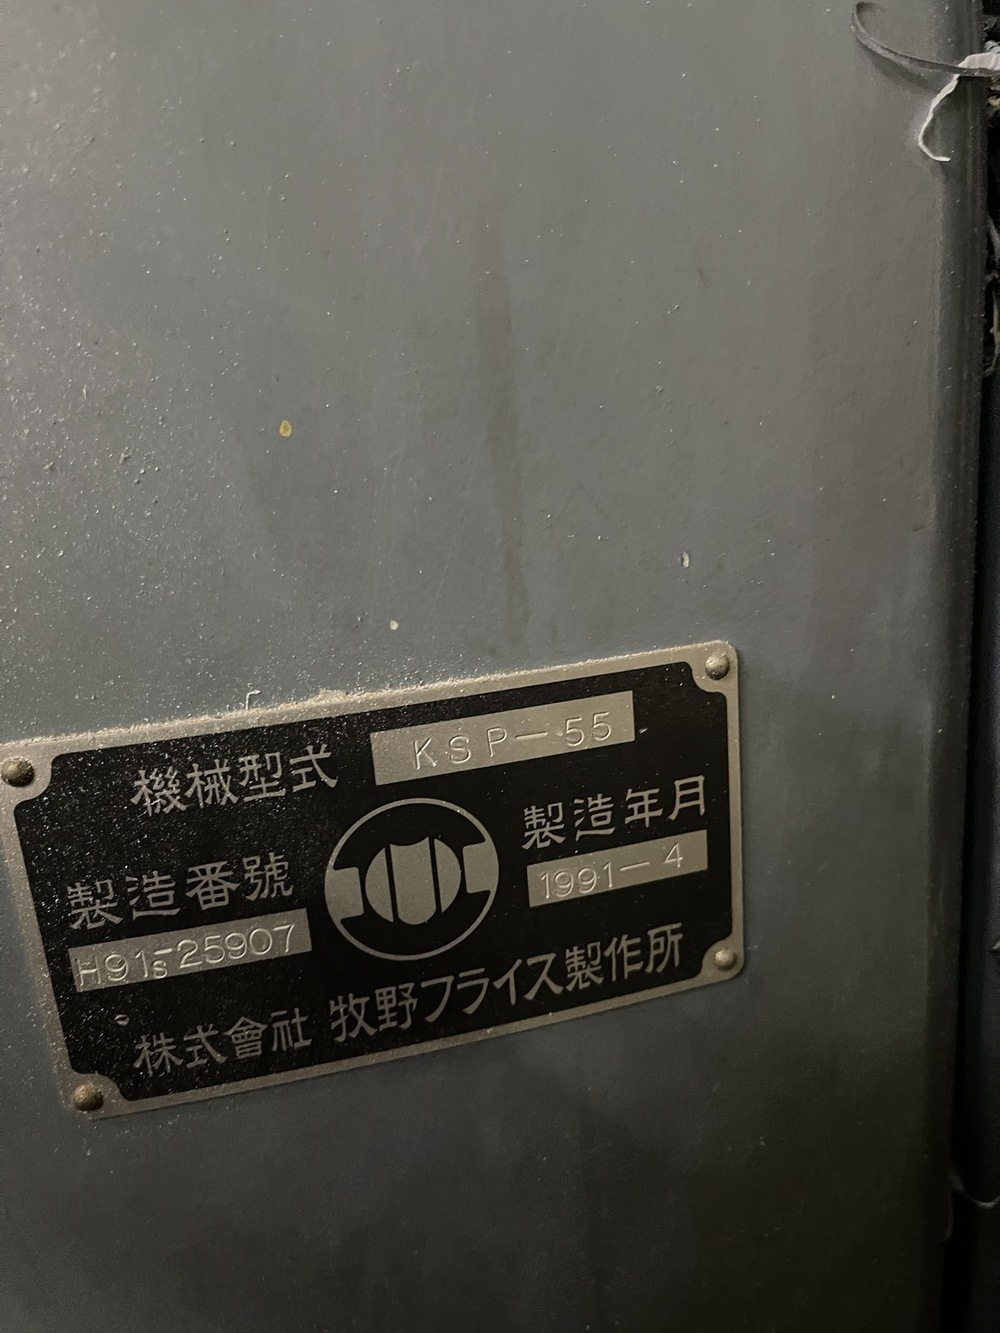 機械型式 KSP-55
製造年月
1991-4
製造番號
H91s-25907
株式會社 牧野フライス製作所